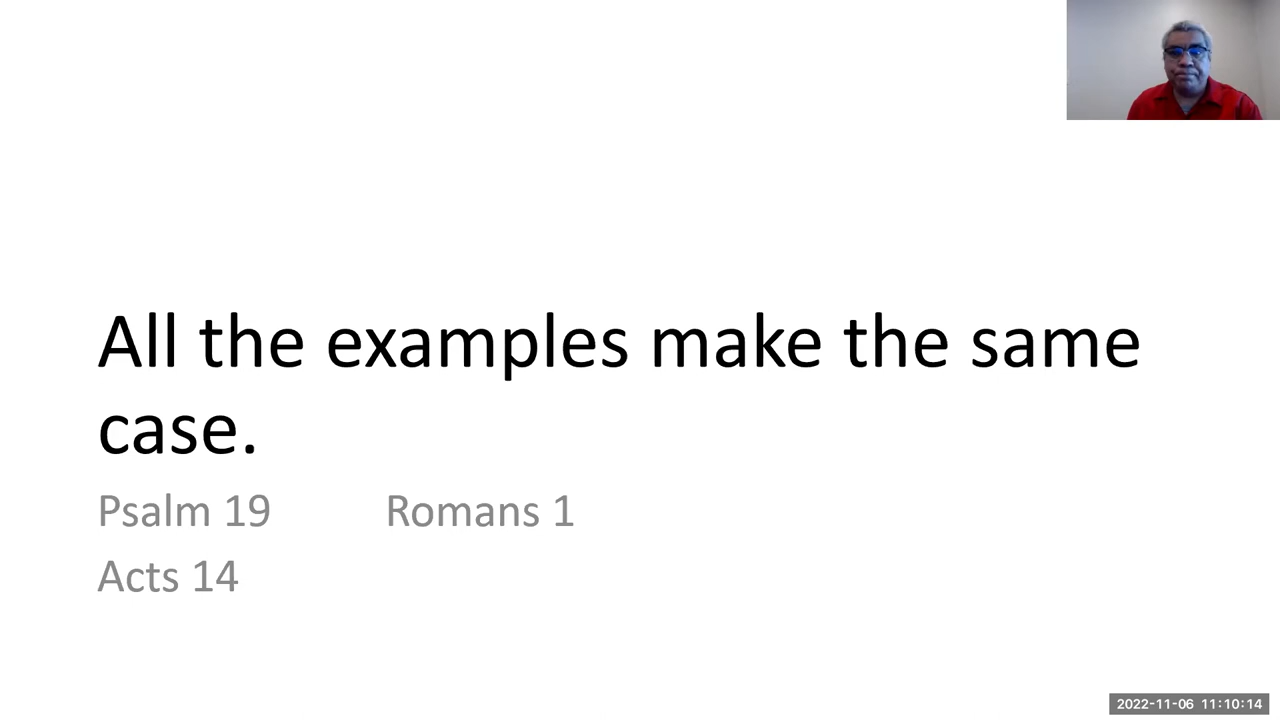 All the examples make the same
case.
Psalm 19 Romans 1
Acts 14
2022-11-06 11:10:14